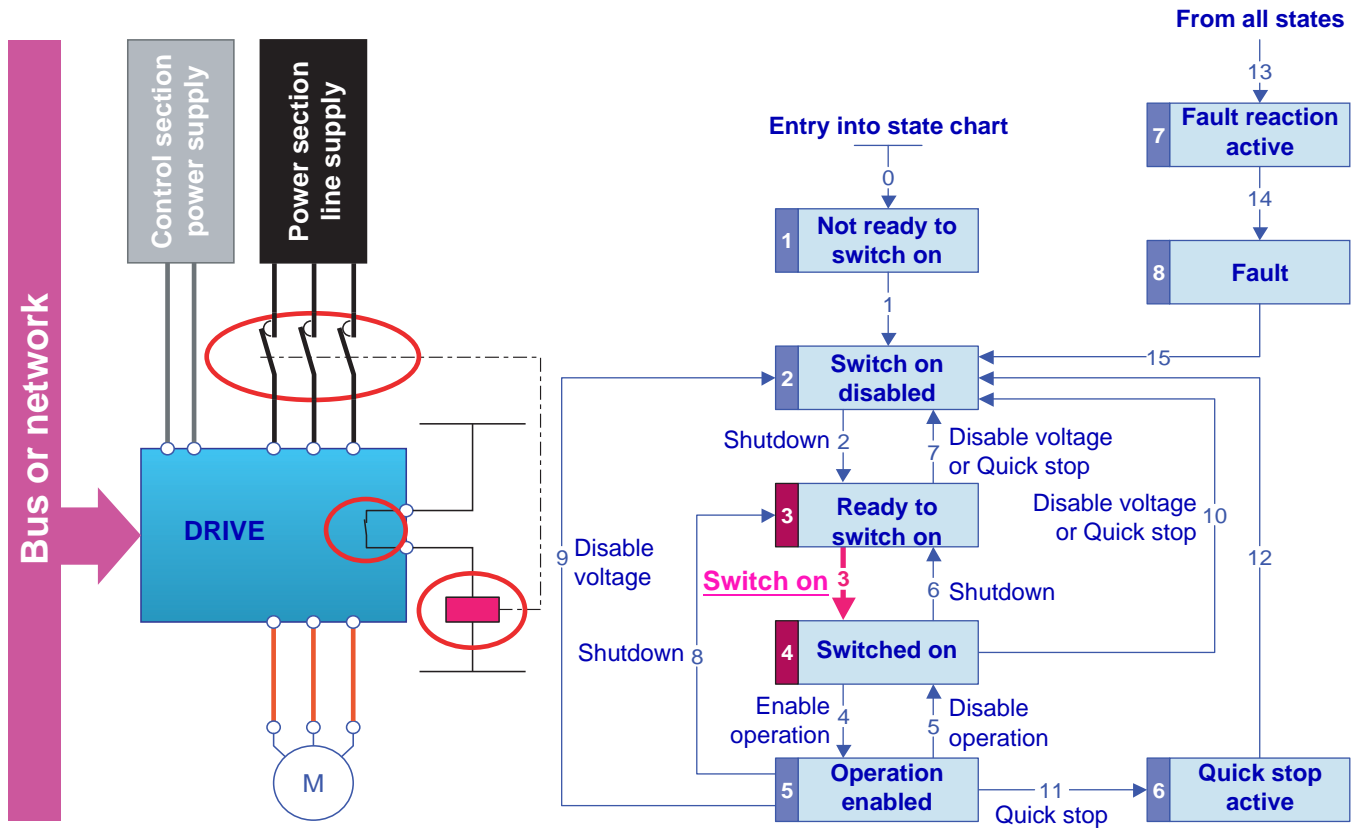 Bus or network
Control section
power supply
Power section
line supply
DRIVE
M
From all states
13
7
Fault reaction
active
14
8
Fault
15
Entry into state chart
0
1
Not ready to
switch on
1
2
Switch on
disabled
Shutdown 2
7 Disable voltage
or Quick stop
3
Ready to
switch on
Switch on 3
6 Shutdown
4
Switched on
Disable voltage
or Quick stop
10
12
9 Disable
voltage
Shutdown 8
Enable
operation
4
5
Disable
operation
5
Operation
enabled
11
Quick stop
6
Quick stop
active